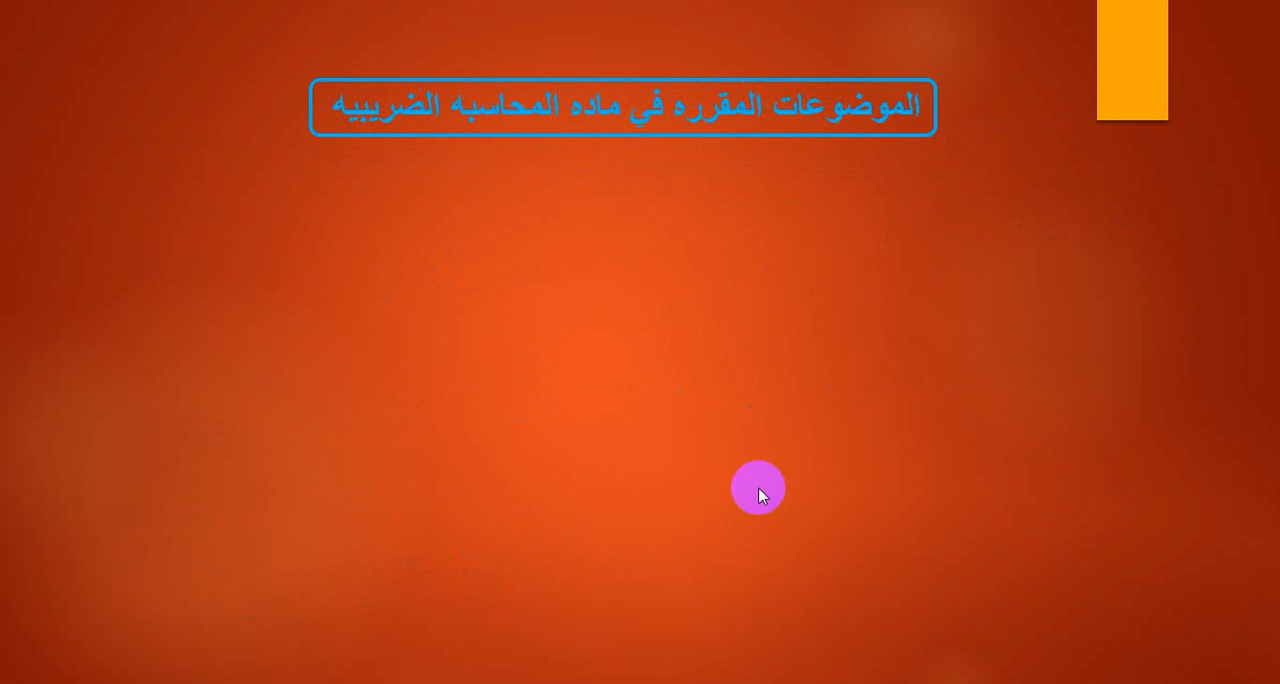 الموضوعات المقرره في ماده المحاسبه الضريبيه